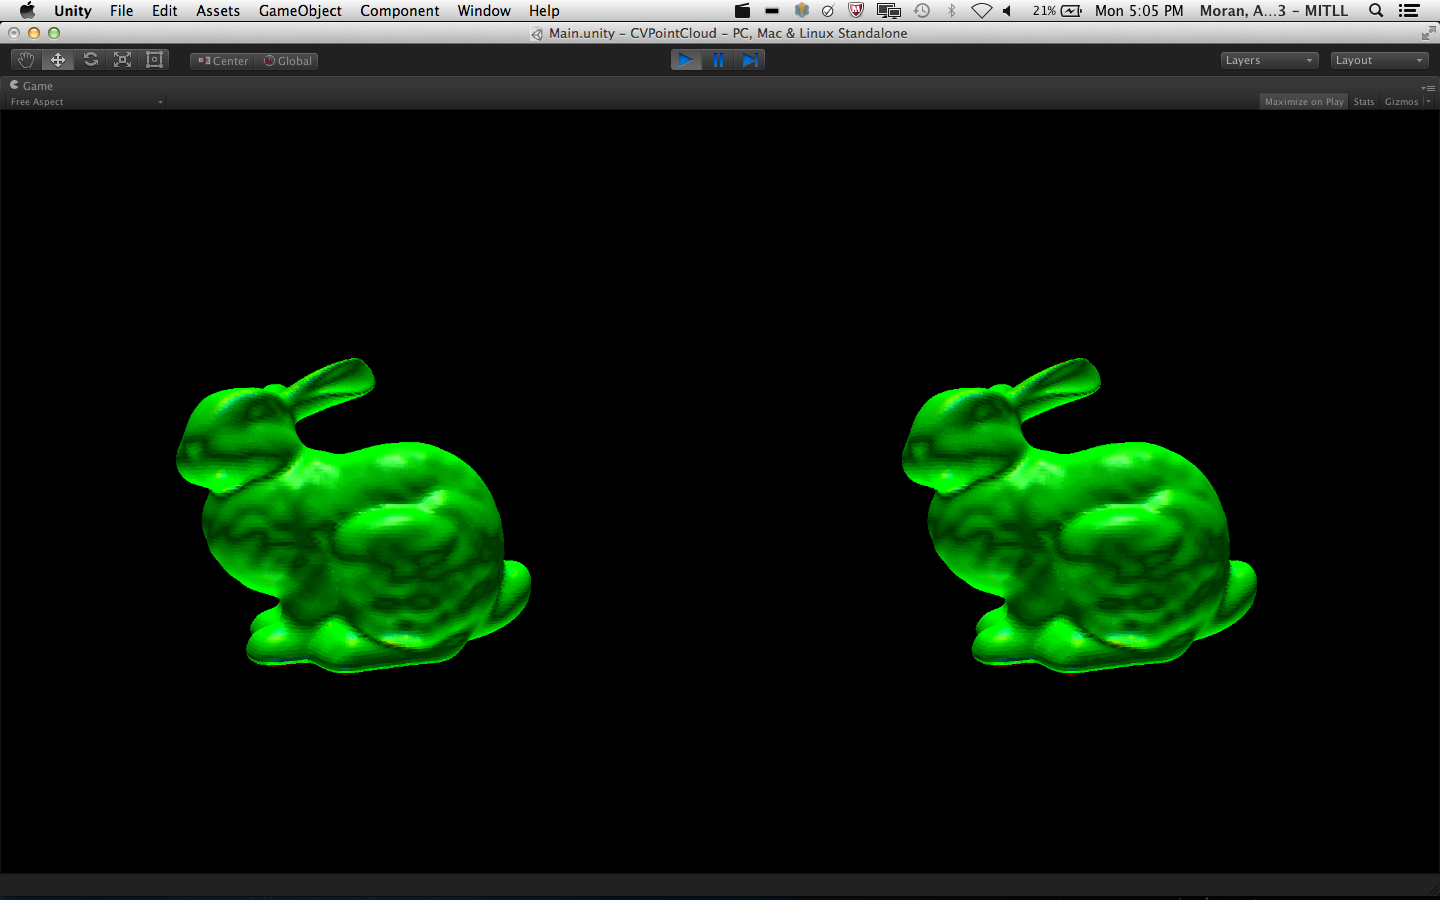 Unity File Edit Assets GameObject Component Window Help 21% Mon 5:05 PM Moran, A...3 – MITLL
Main.unity – CVPointCloud – PC, Mac & Linux Standalone
Center Global Layers Layout
Game
Free Aspect Maximize on Play Stats Gizmos